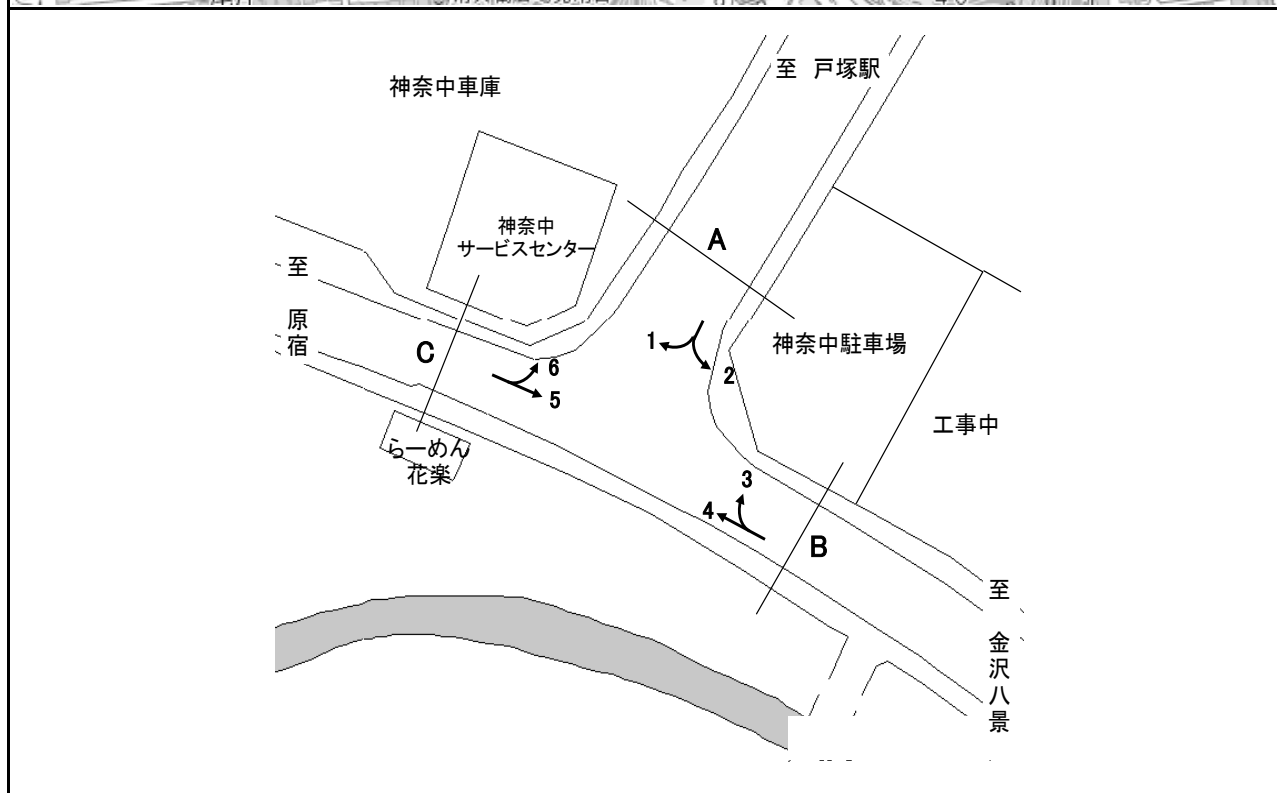 至 戸塚駅
神奈中車庫
神奈中
サービスセンター
A
至 原宿
神奈中駐車場
1
2
C
6
5
工事中
らーめん
花楽
3
4
B
至 金沢八景